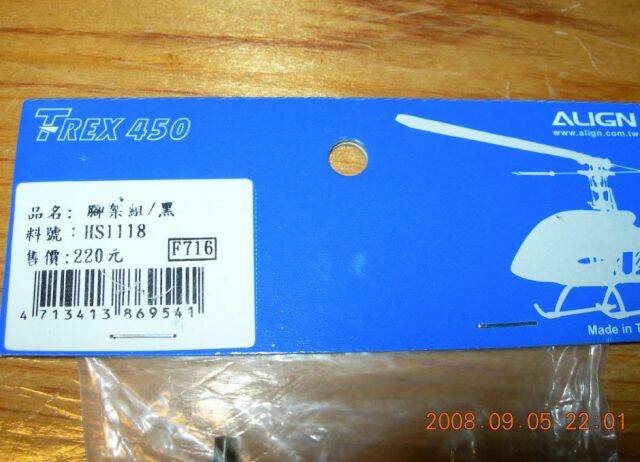 T-REX 450
ALIGN
www.align.com.tw
品名: 腳架組/黑
料號:HS1118
售價:220元
F716
4 713413 869541
Made in T
2008.09.05 22:01